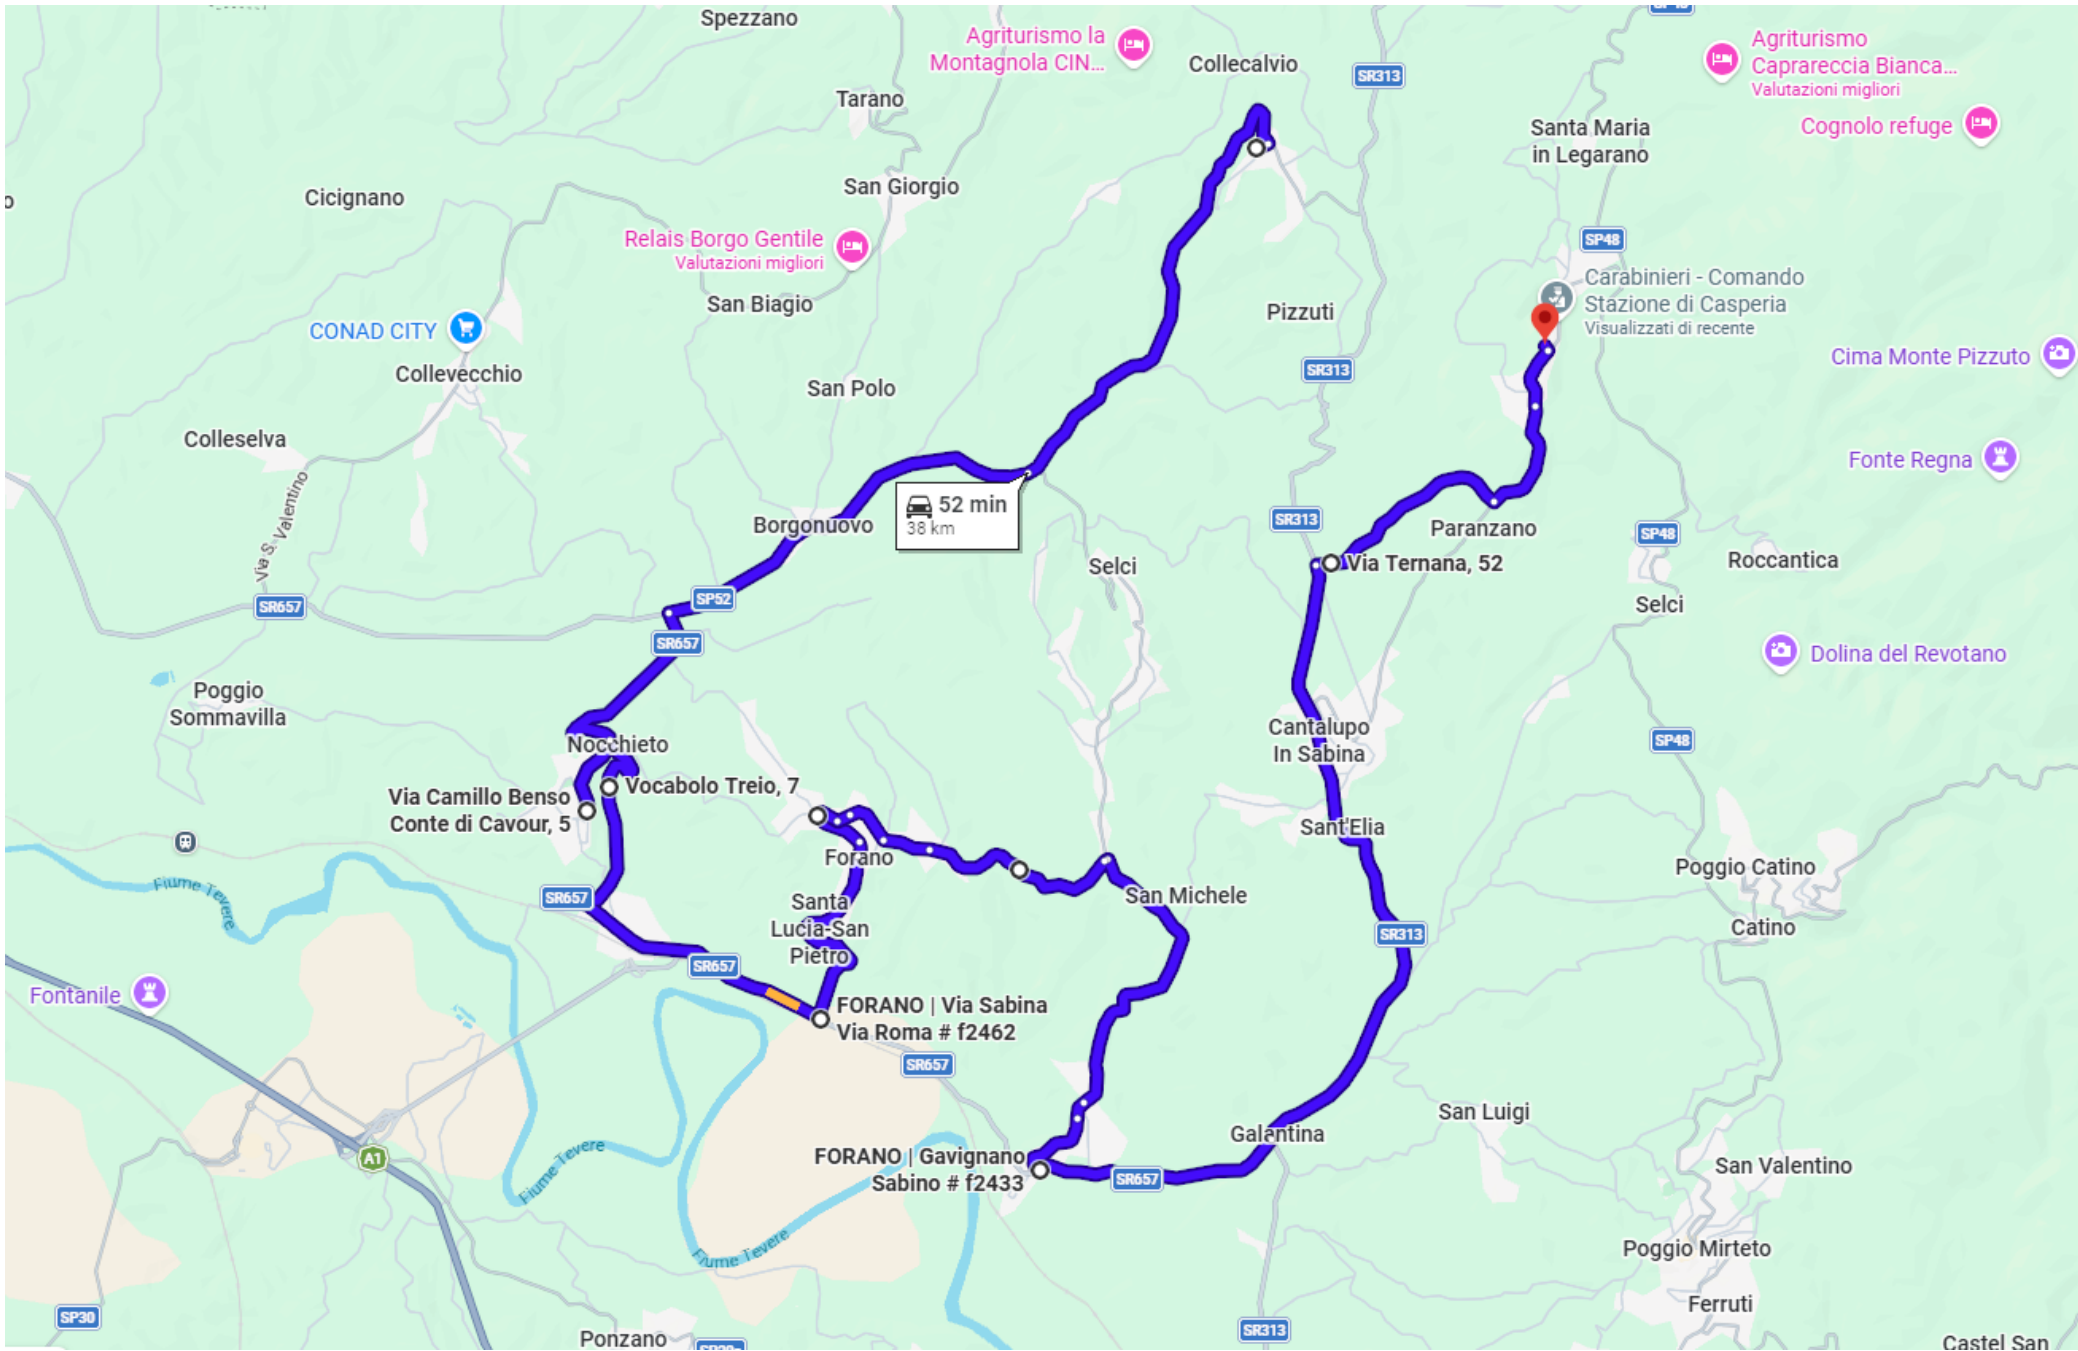 Spezzano
SP48
Agriturismo la
Montagnola CIN...
Collecalvio
SR313
Agriturismo
Caprareccia Bianca...
Valutazioni migliori
Tarano
Santa Maria
in Legarano
Cognolo refuge
Cicignano
San Giorgio
o
Relais Borgo Gentile
Valutazioni migliori
SP48
Carabinieri - Comando
Stazione di Casperia
Visualizzati di recente
San Biagio
Pizzuti
CONAD CITY
Collevecchio
San Polo
SR313
Cima Monte Pizzuto
Colleselva
Fonte Regna
Via S. Valentino
52 min
38 km
Borgonuovo
SR313
Paranzano
SP48
Roccantica
Selci
Via Ternana, 52
SR657
SP52
Selci
SR657
Dolina del Revotano
Poggio
Sommavilla
Nocchieto
Cantalupo
In Sabina
SP48
Via Camillo Benso
Conte di Cavour, 5
Vocabolo Treio, 7
Sant'Elia
Forano
Poggio Catino
Fiume Tevere
SR657
Santa
Lucia-San
Pietro
San Michele
Catino
SR313
SR657
Fontanile
FORANO | Via Sabina
Via Roma # f2462
SR657
San Luigi
Galantina
A1
Fiume Tevere
FORANO | Gavignano
Sabino # f2433
SR657
San Valentino
Fiume Tevere
Poggio Mirteto
SP30
Ferruti
SR313
Ponzano
Castel San